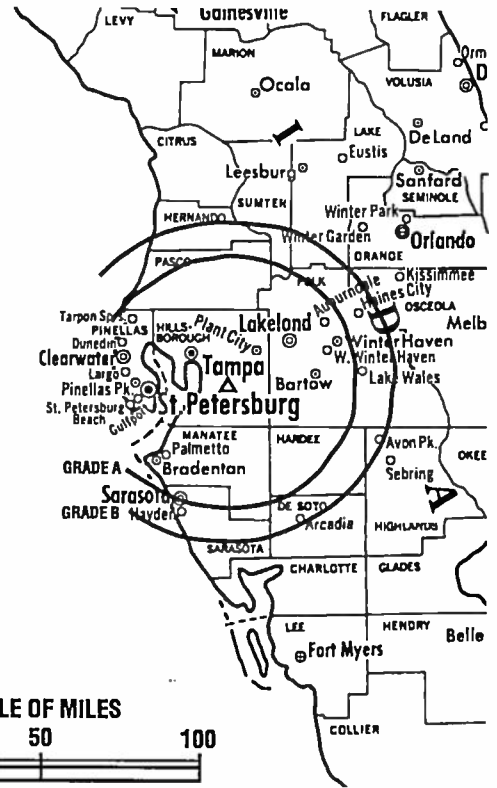 LEVY
Gainesville
FLAGLER
MARION
Orm
D
VOLUSIA
Ocala
I
DeLand
CITRUS
LAKE
Eustis
Leesburg
Sanford
SEMINOLE
SUMTER
Winter Park
HERNANDO
Winter Garden
Orlando
ORANGE
PASCO
Kissimmee
POLK
Auburndale
Haines City
OSCEOLA
D
Melb
Tarpon Sps.
PINELLAS
HILLS-
BOROUGH
Plant City
Lakeland
Dunedin
Winter Haven
Clearwater
Tampa
W. Winter Haven
Largo
Bartow
Lake Wales
Pinellas Pk.
St. Petersburg
St. Petersburg
Beach
Gulfport
MANATEE
HARDEE
Avon Pk.
Palmetto
GRADE A
Bradentan
Sebring
OKEE
Sarasota
DE SOTO
A
GRADE B
Nayden
Arcadia
HIGHLANDS
SARASOTA
CHARLOTTE
GLADES
LEE
HENDRY
Belle
Fort Myers
LE OF MILES
COLLIER
50
100